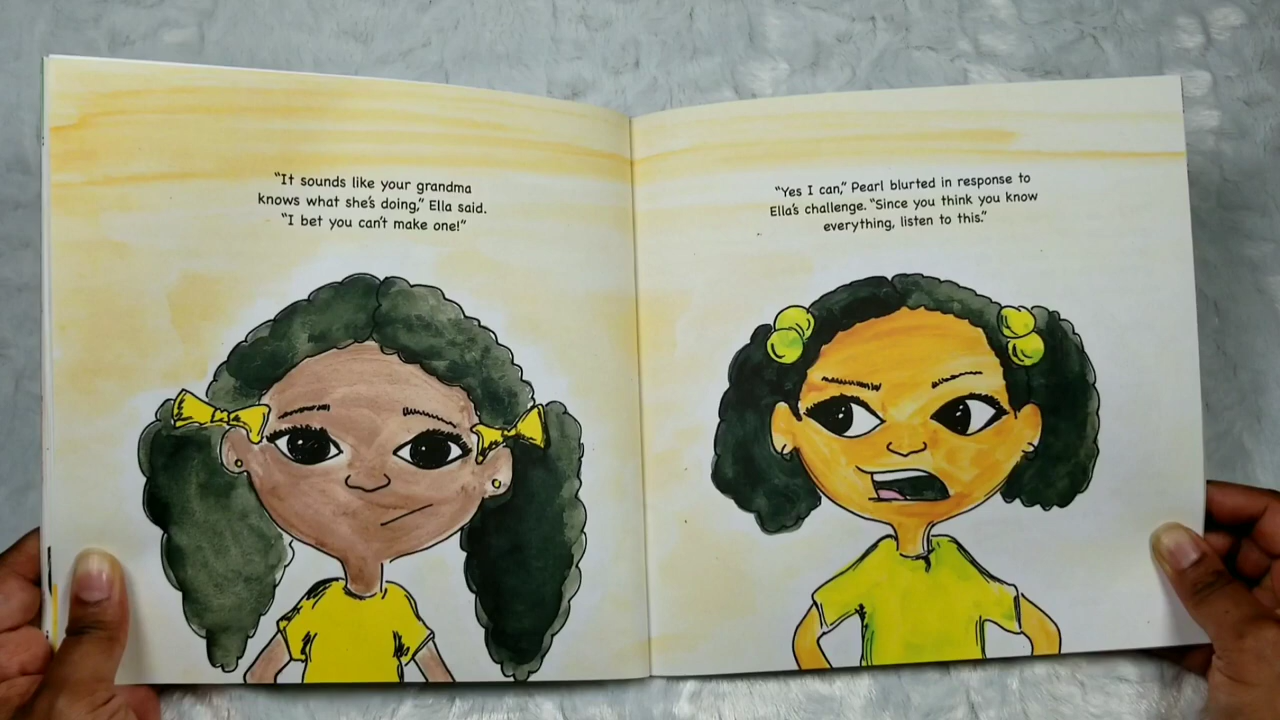 “It sounds like your grandma
knows what she’s doing,” Ella said.
“I bet you can’t make one!”
“Yes I can,” Pearl blurted in response to
Ella’s challenge. “Since you think you know
everything, listen to this.”